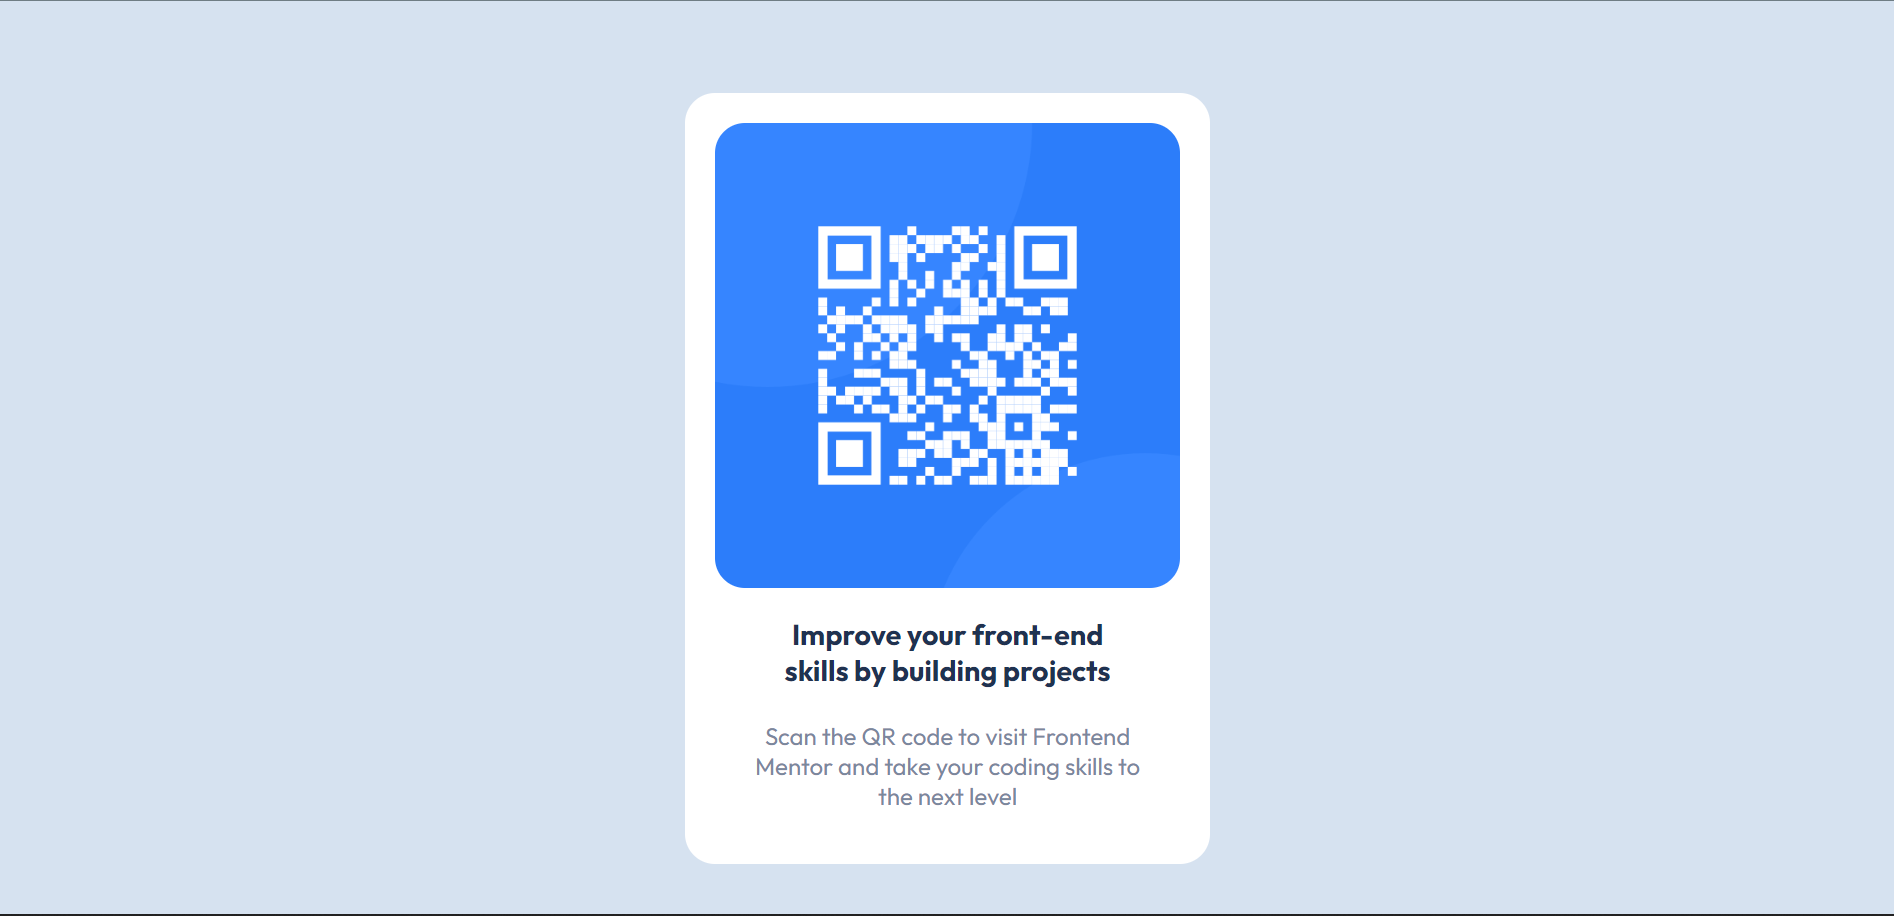 Improve your front-end
skills by building projects
Scan the QR code to visit Frontend
Mentor and take your coding skills to
the next level